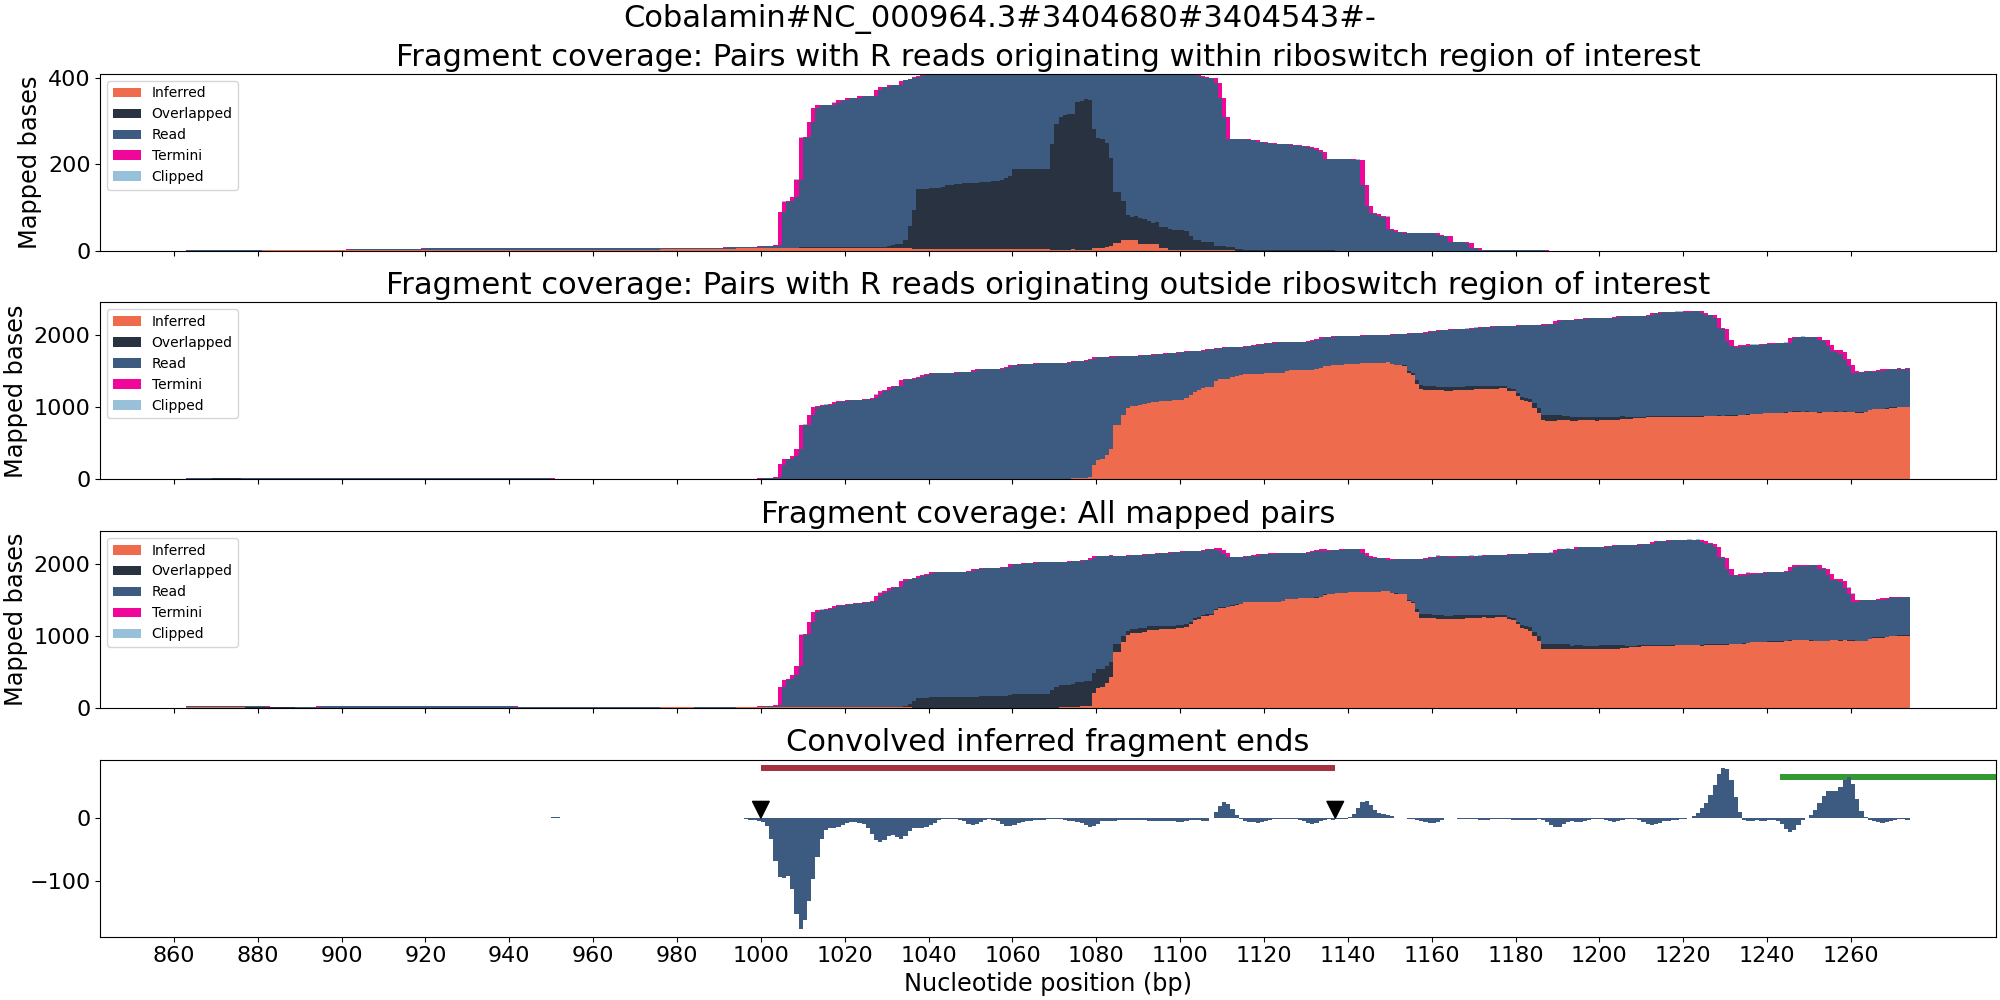 Cobalamin#NC_000964.3#3404680#3404543#-
Fragment coverage: Pairs with R reads originating within riboswitch region of interest
Mapped bases
400
200
0
Inferred
Overlapped
Read
Termini
Clipped
Fragment coverage: Pairs with R reads originating outside riboswitch region of interest
Mapped bases
2000
1000
0
Inferred
Overlapped
Read
Termini
Clipped
Fragment coverage: All mapped pairs
Mapped bases
2000
1000
0
Inferred
Overlapped
Read
Termini
Clipped
Convolved inferred fragment ends
0
−100
860 880 900 920 940 960 980 1000 1020 1040 1060 1080 1100 1120 1140 1160 1180 1200 1220 1240 1260
Nucleotide position (bp)